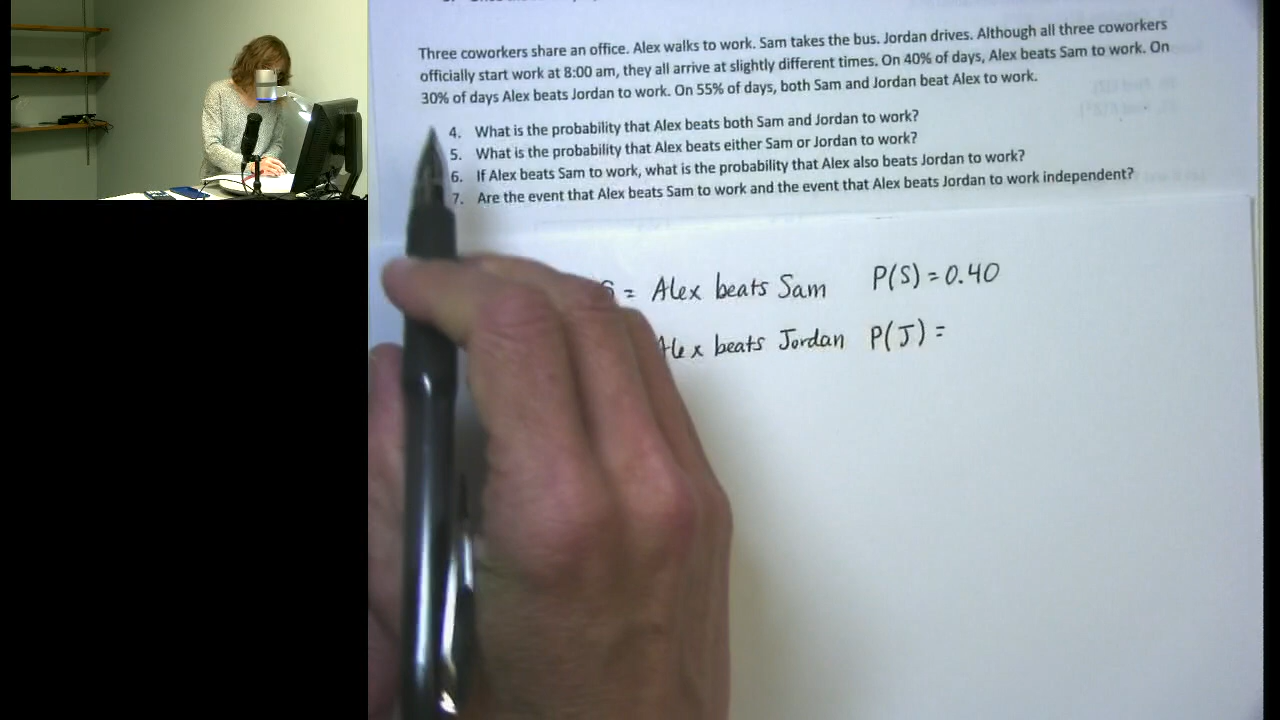 Three coworkers share an office. Alex walks to work. Sam takes the bus. Jordan drives. Although all three coworkers
officially start work at 8:00 am, they all arrive at slightly different times. On 40% of days, Alex beats Sam to work. On
30% of days Alex beats Jordan to work. On 55% of days, both Sam and Jordan beat Alex to work.
4. What is the probability that Alex beats both Sam and Jordan to work?
5. What is the probability that Alex beats either Sam or Jordan to work?
6. If Alex beats Sam to work, what is the probability that Alex also beats Jordan to work?
7. Are the event that Alex beats Sam to work and the event that Alex beats Jordan to work independent?
S = Alex beats Sam P(S) = 0.40
Alex beats Jordan P(J) =